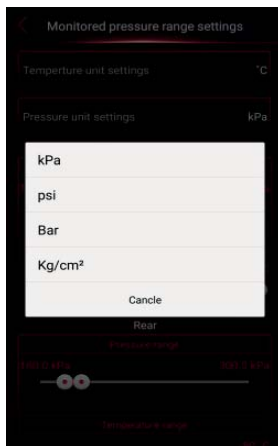 Monitored pressure range settings
Temperture unit settings °C
Pressure unit settings kPa
kPa
psi
Bar
Kg/cm²
Cancle
Rear
Pressure range
Temperature range